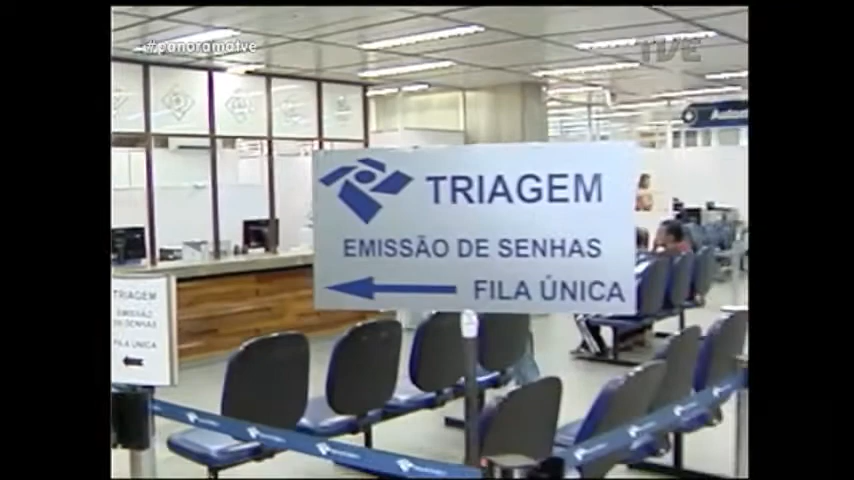 #panoramatve
TVE
TRIAGEM
EMISSÃO DE SENHAS
FILA ÚNICA
TRIAGEM
EMISSÃO
DE SENHAS
FILA ÚNICA